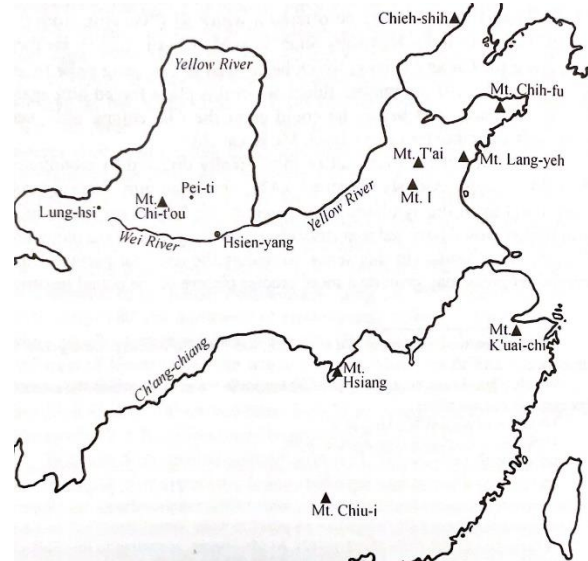 Chieh-shih
Yellow River
Mt. Chih-fu
Mt. T'ai
Mt. Lang-yeh
Mt. I
Pei-ti
Mt.
Chi-t'ou
Lung-hsi
Yellow River
Wei River
Hsien-yang
Mt.
K'uai-chi
Ch'ang-chiang
Mt.
Hsiang
Mt. Chiu-i